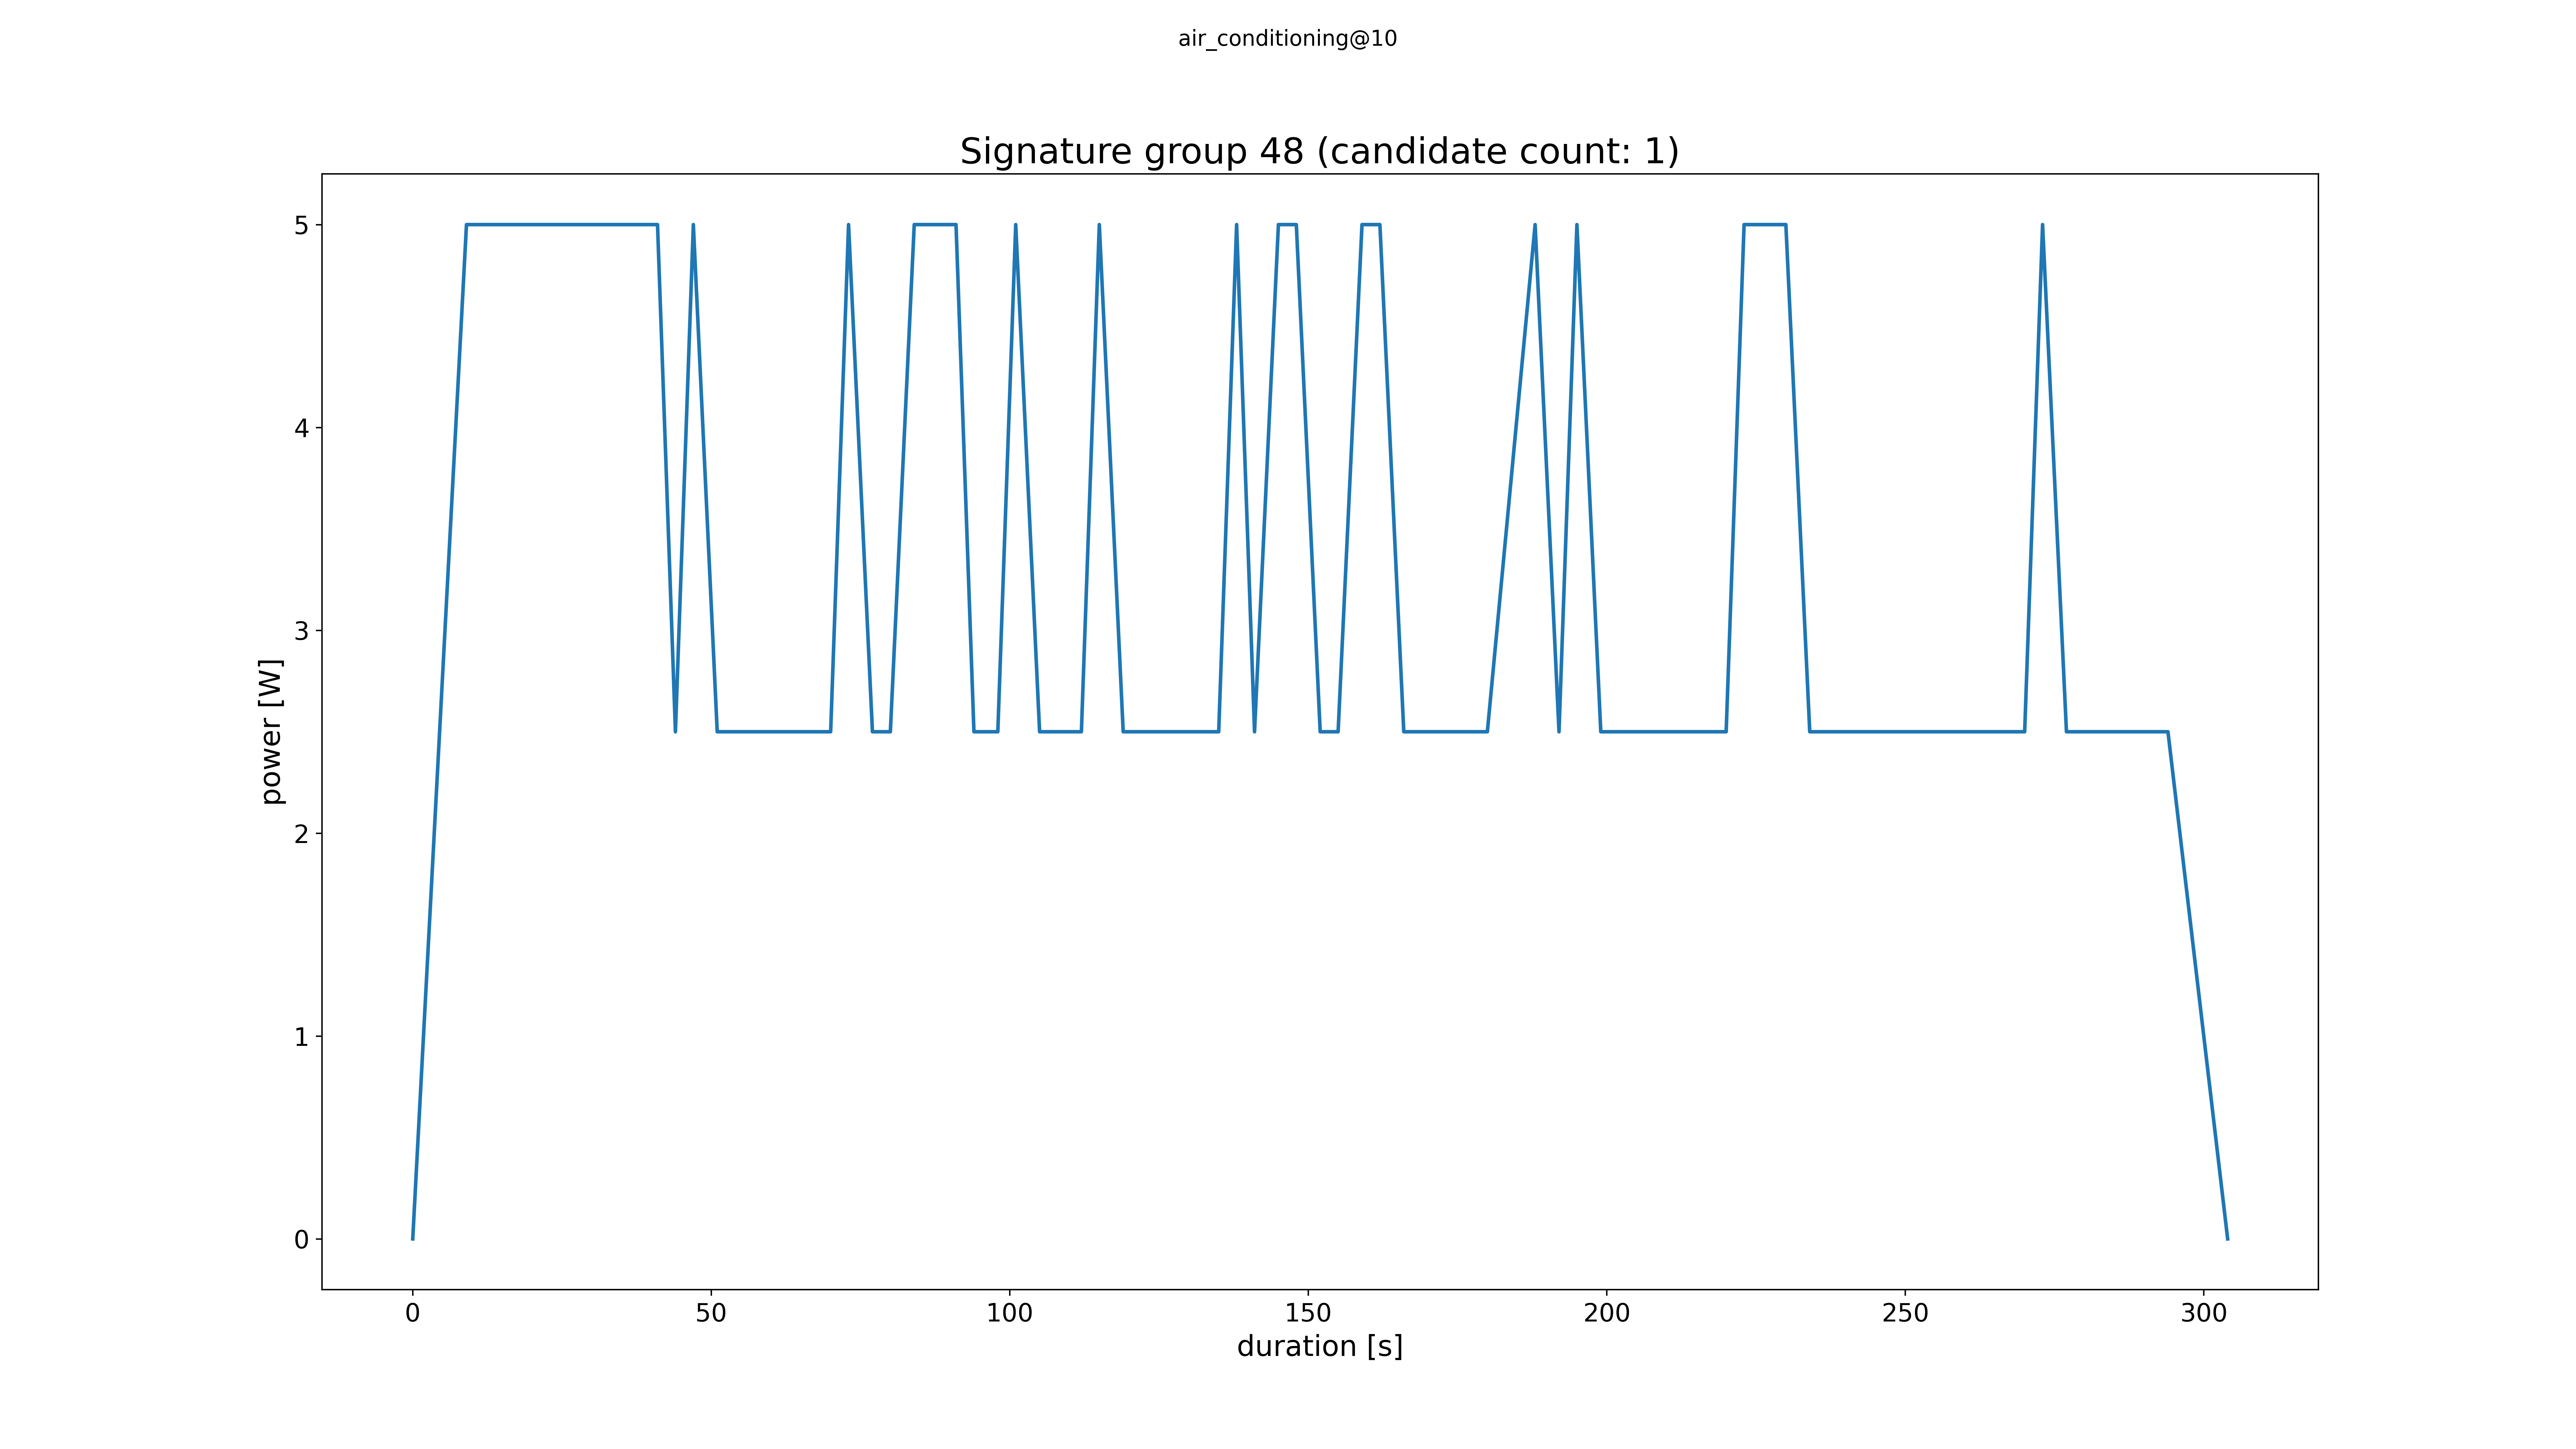 air_conditioning@10
Signature group 48 (candidate count: 1)
5
4
3
2
1
0
power [W]
0 50 100 150 200 250 300
duration [s]